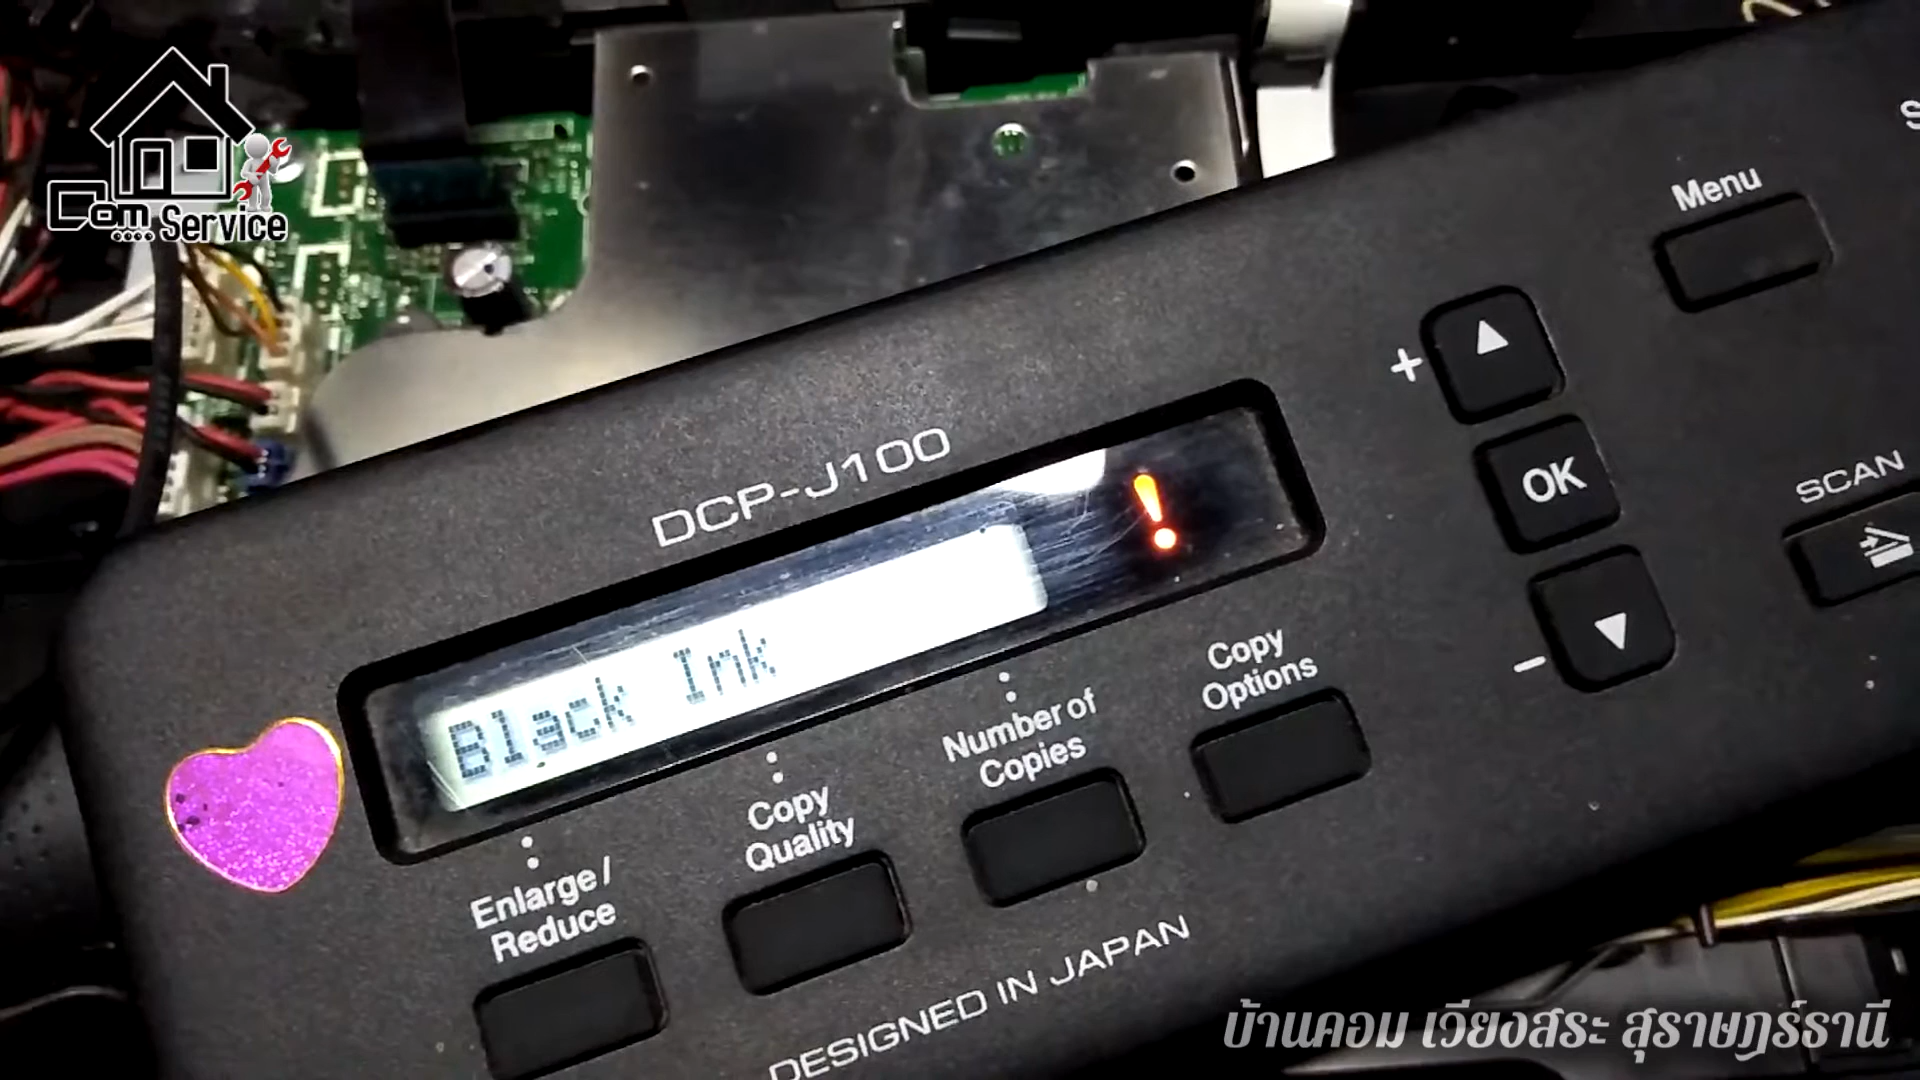 Com Service
S
Menu
+
DCP-J100
OK
SCAN
Black Ink
−
Copy
Options
Number of
Copies
Copy
Quality
Enlarge/
Reduce
DESIGNED IN JAPAN
บ้านคอม เวียงสระ สุราษฎร์ธานี